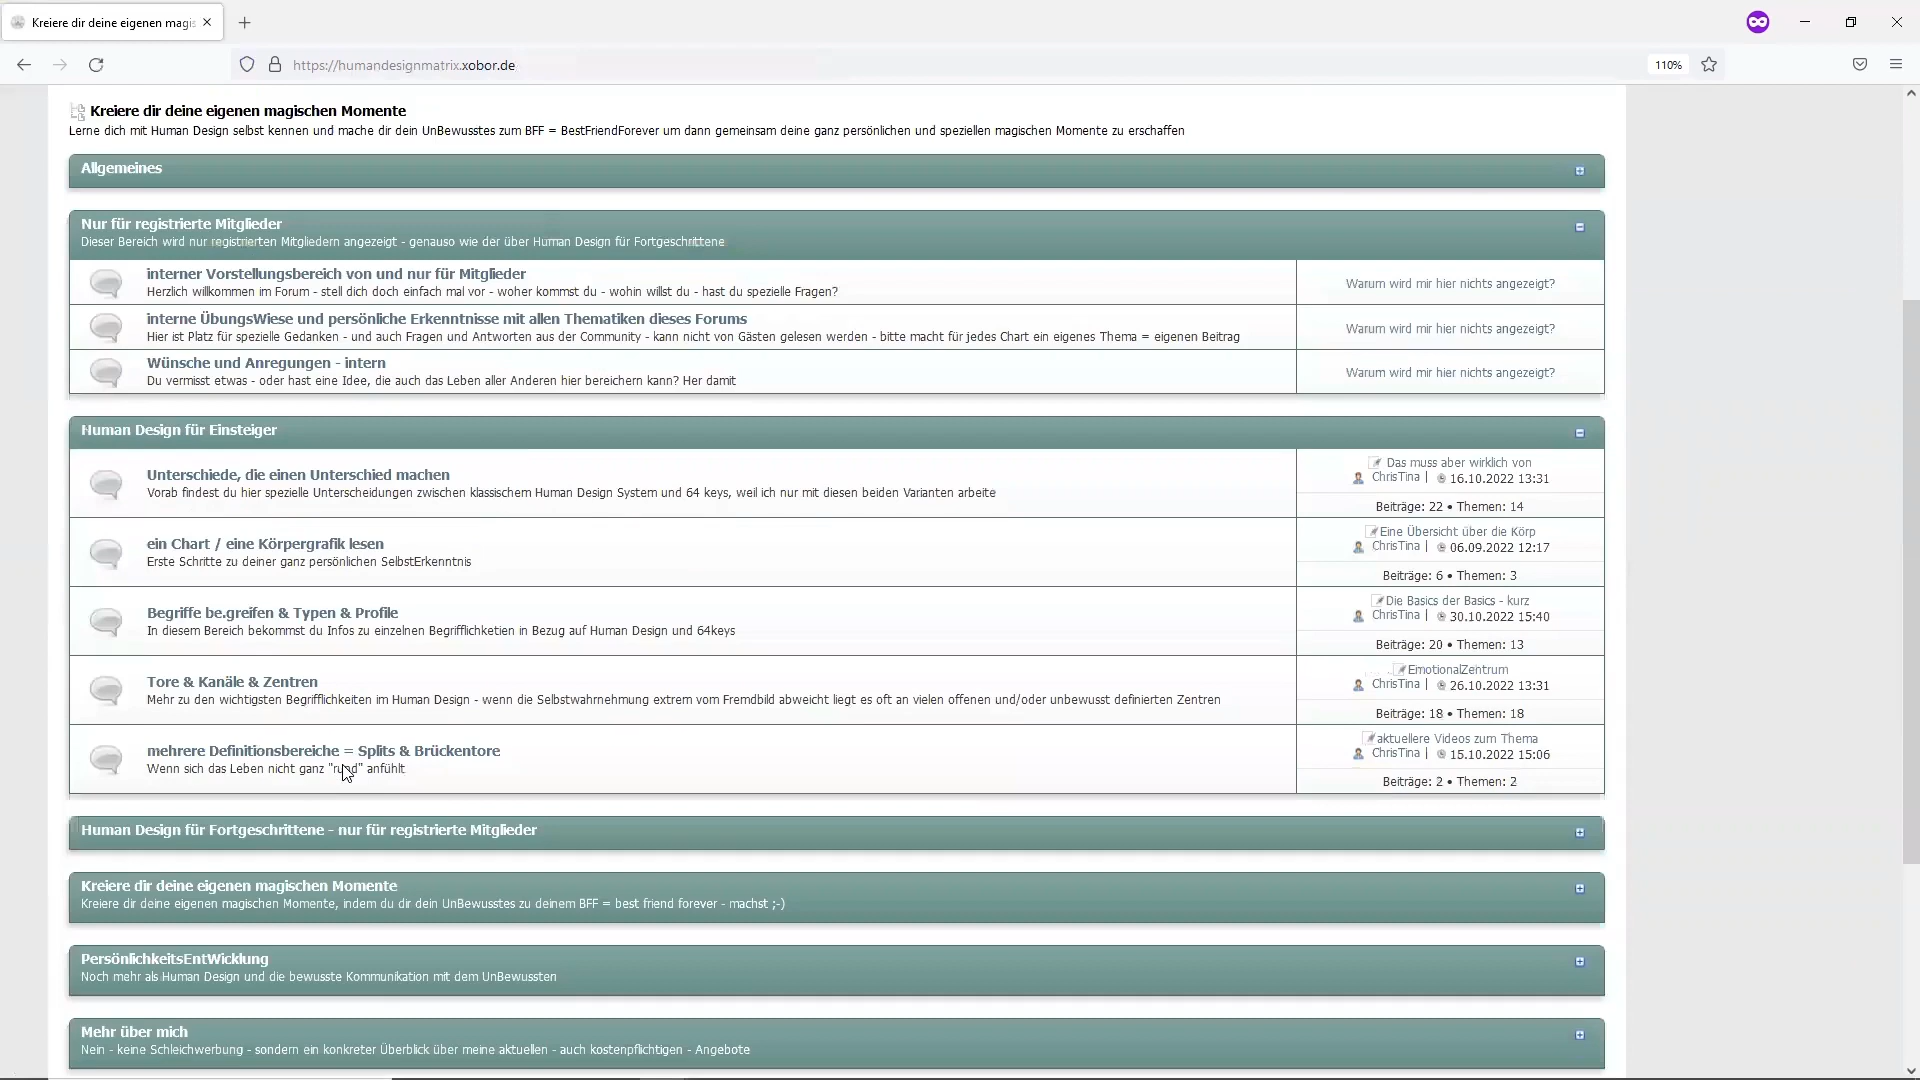 Kreiere dir deine eigenen magis
https://humandesignmatrix.xobor.de
110%
Kreiere dir deine eigenen magischen Momente
Lerne dich mit Human Design selbst kennen und mache dir dein UnBewusstes zum BFF = BestFriendForever um dann gemeinsam deine ganz persönlichen und speziellen magischen Momente zu erschaffen
Allgemeines
Nur für registrierte Mitglieder
Dieser Bereich wird nur registrierten Mitgliedern angezeigt - genauso wie der über Human Design für Fortgeschrittene
interner Vorstellungsbereich von und nur für Mitglieder
Herzlich willkommen im Forum - stell dich doch einfach mal vor - woher kommst du - wohin willst du - hast du spezielle Fragen?
Warum wird mir hier nichts angezeigt?
interne ÜbungsWiese und persönliche Erkenntnisse mit allen Thematiken dieses Forums
Hier ist Platz für spezielle Gedanken - und auch Fragen und Antworten aus der Community - kann nicht von Gästen gelesen werden - bitte macht für jedes Chart ein eigenes Thema = eigenen Beitrag
Warum wird mir hier nichts angezeigt?
Wünsche und Anregungen - intern
Du vermisst etwas - oder hast eine Idee, die auch das Leben aller Anderen hier bereichern kann? Her damit
Warum wird mir hier nichts angezeigt?
Human Design für Einsteiger
Unterschiede, die einen Unterschied machen
Vorab findest du hier spezielle Unterscheidungen zwischen klassischem Human Design System und 64 keys, weil ich nur mit diesen beiden Varianten arbeite
Das muss aber wirklich von
ChrisTina | 16.10.2022 13:31
Beiträge: 22 • Themen: 14
ein Chart / eine Körpergrafik lesen
Erste Schritte zu deiner ganz persönlichen SelbstErkenntnis
Eine Übersicht über die Körp
ChrisTina | 06.09.2022 12:17
Beiträge: 6 • Themen: 3
Begriffe be.greifen & Typen & Profile
In diesem Bereich bekommst du Infos zu einzelnen Begrifflichketien in Bezug auf Human Design und 64keys
Die Basics der Basics - kurz
ChrisTina | 30.10.2022 15:40
Beiträge: 20 • Themen: 13
Tore & Kanäle & Zentren
Mehr zu den wichtigsten Begrifflichkeiten im Human Design - wenn die Selbstwahrnehmung extrem vom Fremdbild abweicht liegt es oft an vielen offenen und/oder unbewusst definierten Zentren
EmotionalZentrum
ChrisTina | 26.10.2022 13:31
Beiträge: 18 • Themen: 18
mehrere Definitionsbereiche = Splits & Brückentore
Wenn sich das Leben nicht ganz "rund" anfühlt
aktuellere Videos zum Thema
ChrisTina | 15.10.2022 15:06
Beiträge: 2 • Themen: 2
Human Design für Fortgeschrittene - nur für registrierte Mitglieder
Kreiere dir deine eigenen magischen Momente
Kreiere dir deine eigenen magischen Momente, indem du dir dein UnBewusstes zu deinem BFF = best friend forever - machst ;-)
PersönlichkeitsEntWicklung
Noch mehr als Human Design und die bewusste Kommunikation mit dem UnBewussten
Mehr über mich
Nein - keine Schleichwerbung - sondern ein konkreter Überblick über meine aktuellen - auch kostenpflichtigen - Angebote